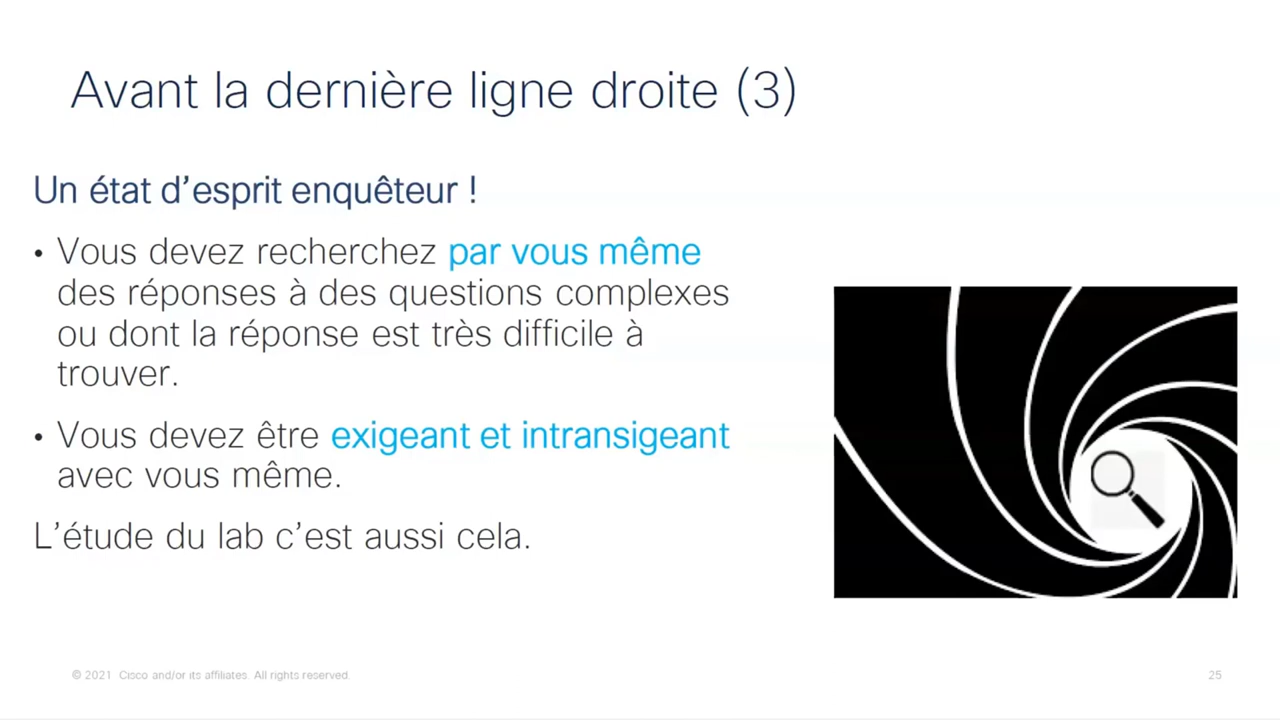 Avant la dernière ligne droite (3)
Un état d’esprit enquêteur !
• Vous devez recherchez par vous même
des réponses à des questions complexes
ou dont la réponse est très difficile à
trouver.
• Vous devez être exigeant et intransigeant
avec vous même.
L’étude du lab c’est aussi cela.
© 2021 Cisco and/or its affiliates. All rights reserved.
25